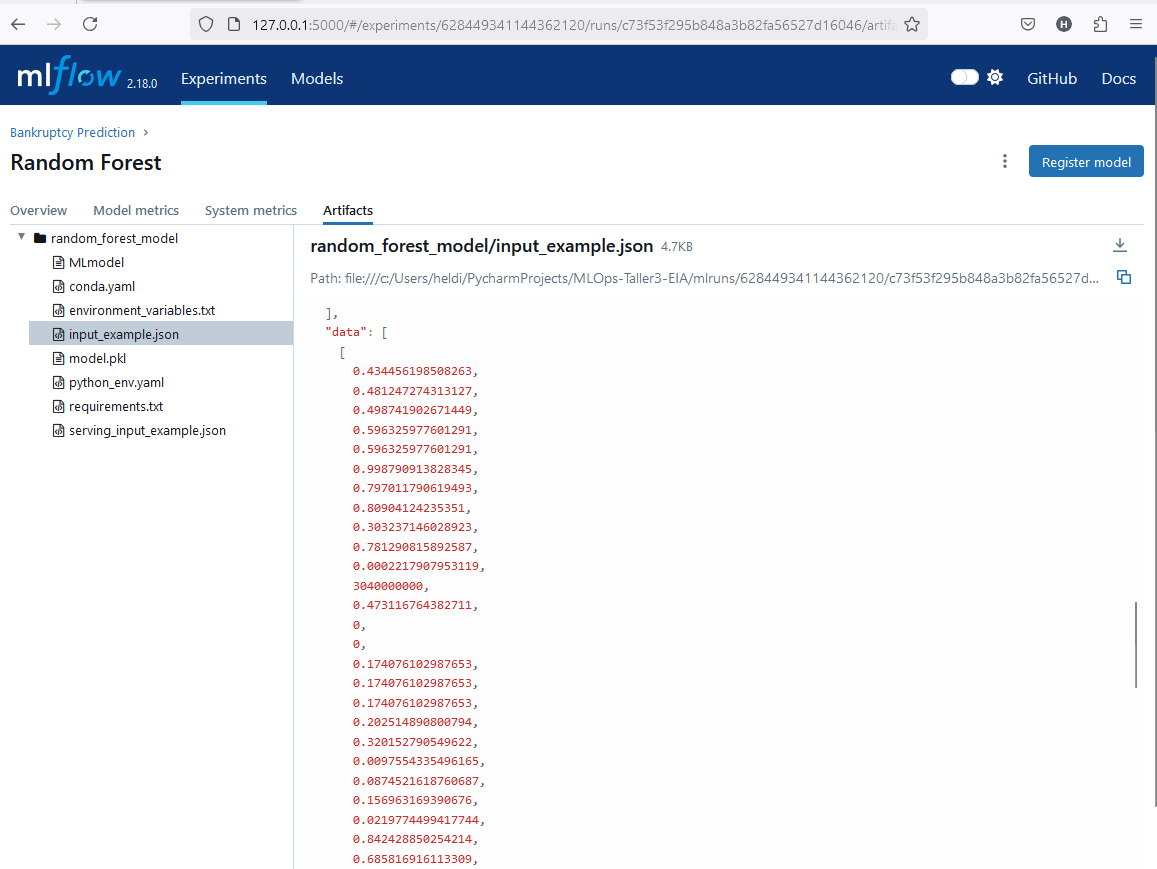 127.0.0.1:5000/#/experiments/628449341144362120/runs/c73f53f295b848a3b82fa56527d16046/artifa
H
mlflow 2.18.0 Experiments Models GitHub Docs
Bankruptcy Prediction
Random Forest
Register model
Overview Model metrics System metrics Artifacts
random_forest_model
MLmodel
conda.yaml
environment_variables.txt
input_example.json
model.pkl
python_env.yaml
requirements.txt
serving_input_example.json
random_forest_model/input_example.json 4.7KB
Path: file:///c:/Users/heldi/PycharmProjects/MLOps-Taller3-EIA/mlruns/628449341144362120/c73f53f295b848a3b82fa56527d...
],
"data": [
[
0.434456198508263,
0.481247274313127,
0.498741902671449,
0.596325977601291,
0.596325977601291,
0.998790913828345,
0.797011790619493,
0.80904124235351,
0.303237146028923,
0.781290815892587,
0.0002217907953119,
3040000000,
0.473116764382711,
0,
0,
0.174076102987653,
0.174076102987653,
0.174076102987653,
0.202514890800794,
0.320152790549622,
0.0097554335496165,
0.0874521618760687,
0.156963169390676,
0.0219774499417744,
0.842428850254214,
0.685816916113309,